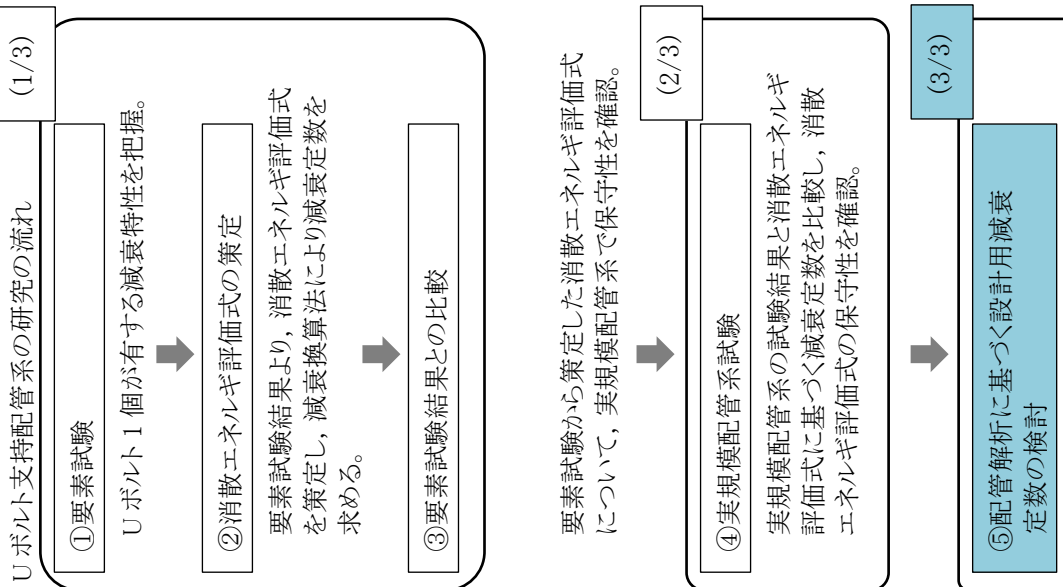 Uボルト支持配管系の研究の流れ
(1/3)
①要素試験
Uボルト1個が有する減衰特性を把握。
②消散エネルギ評価式の策定
要素試験結果より，消散エネルギ評価式
を策定し，減衰換算法により減衰定数を
求める。
③要素試験結果との比較
要素試験から策定した消散エネルギ評価式
について，実規模配管系で保守性を確認。
(2/3)
④実規模配管系試験
実規模配管系の試験結果と消散エネルギ
評価式に基づく減衰定数を比較し，消散
エネルギ評価式の保守性を確認。
(3/3)
⑤配管解析に基づく設計用減衰
定数の検討